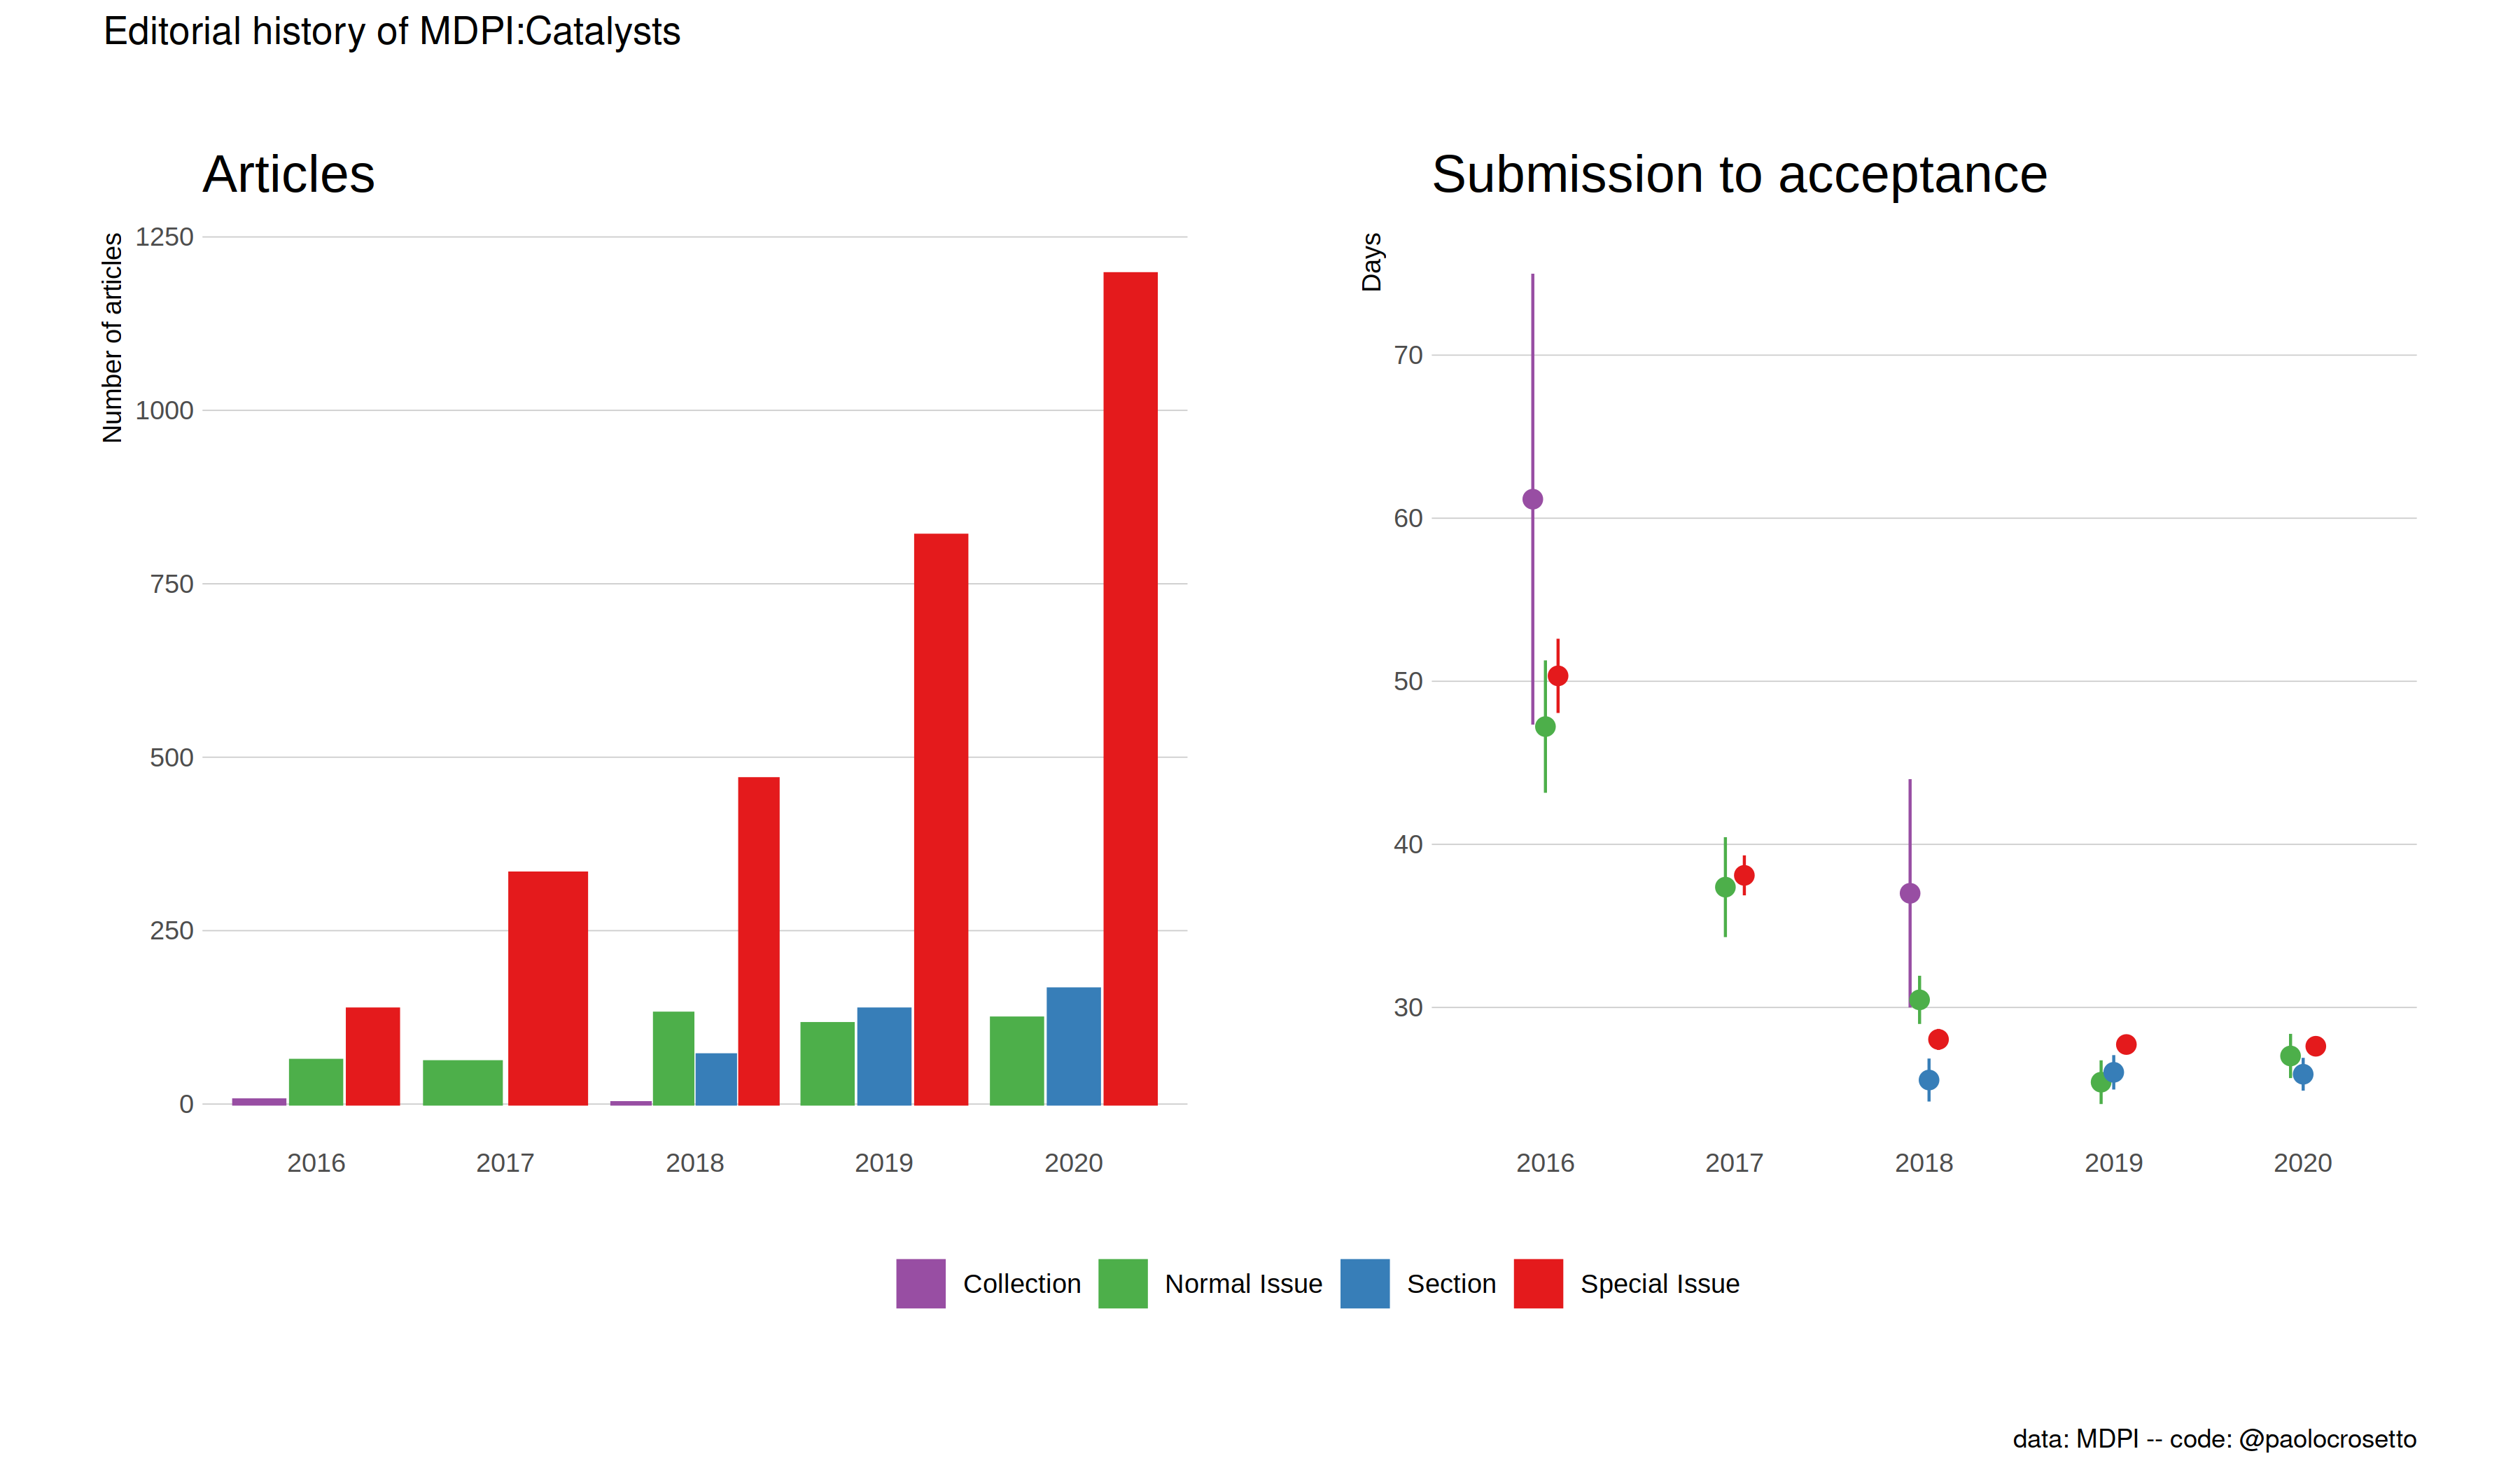 Editorial history of MDPI:Catalysts
Articles
Number of articles
1250
1000
750
500
250
0
2016 2017 2018 2019 2020
Submission to acceptance
Days
70
60
50
40
30
2016 2017 2018 2019 2020
Collection Normal Issue Section Special Issue
data: MDPI -- code: @paolocrosetto